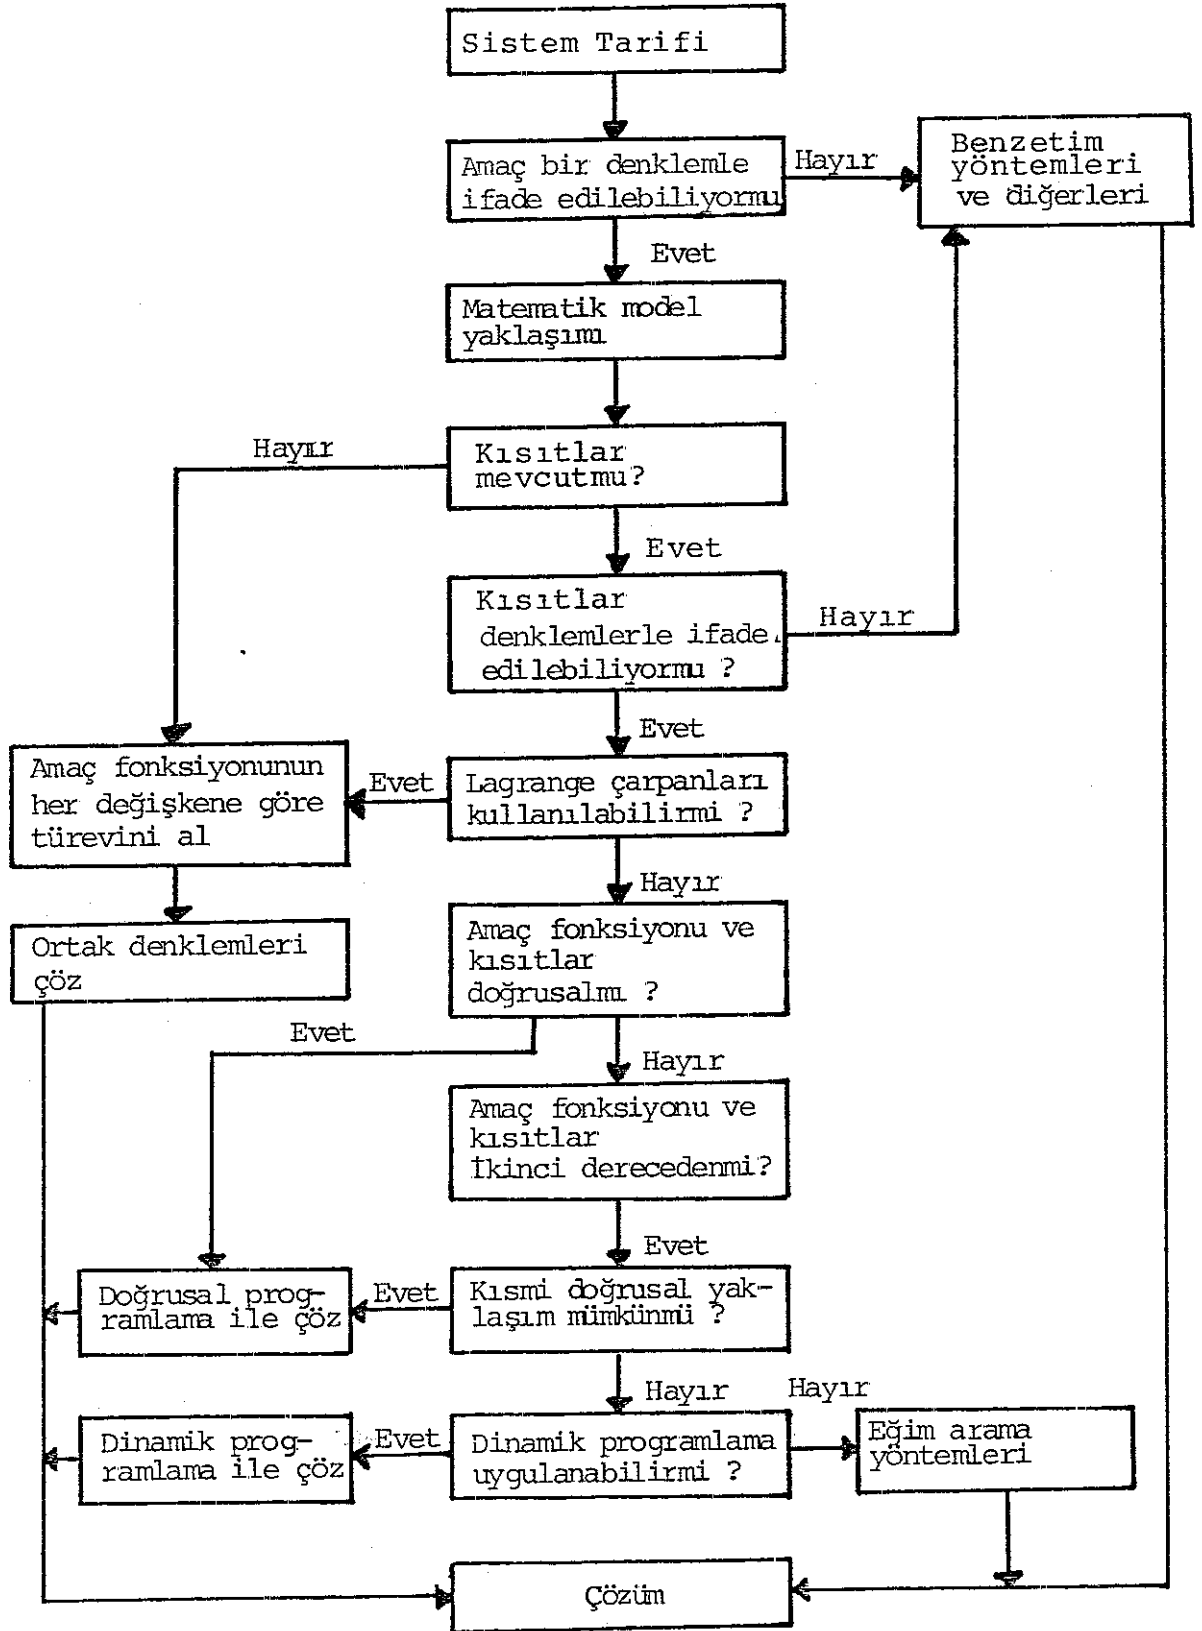 Sistem Tarifi
Amaç bir denklemle
ifade edilebiliyormu
Hayır
Benzetim
yöntemleri
ve diğerleri
Evet
Matematik model
yaklaşımı
Hayır
Kısıtlar
mevcutmu?
Evet
Kısıtlar
denklemlerle ifade
edilebiliyormu ?
Hayır
Evet
Amaç fonksiyonunun
her değişkene göre
türevini al
Evet
Lagrange çarpanları
kullanılabilirmi ?
Hayır
Ortak denklemleri
çöz
Amaç fonksiyonu ve
kısıtlar
doğrusalmı ?
Evet
Hayır
Amaç fonksiyonu ve
kısıtlar
İkinci derecedenmi?
Evet
Doğrusal prog-
ramlama ile çöz
Evet
Kısmi doğrusal yak-
laşım mümkünmü ?
Hayır
Hayır
Dinamik prog-
ramlama ile çöz
Evet
Dinamik programlama
uygulanabilirmi ?
Eğim arama
yöntemleri
Çözüm